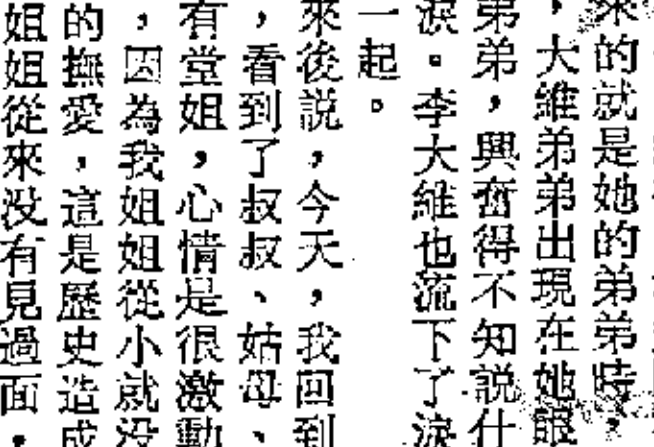 來的就是她的弟弟時，
，大維弟弟出現在她眼
弟弟，興奮得不知説什
淚。李大維也流下了淚
一起。
來後説，今天，我回到
，看到了叔叔、姑母、
有堂姐，心情是很激動
，因為我姐姐從小就没
的撫愛，這是歷史造成
姐姐從來没有見過面，